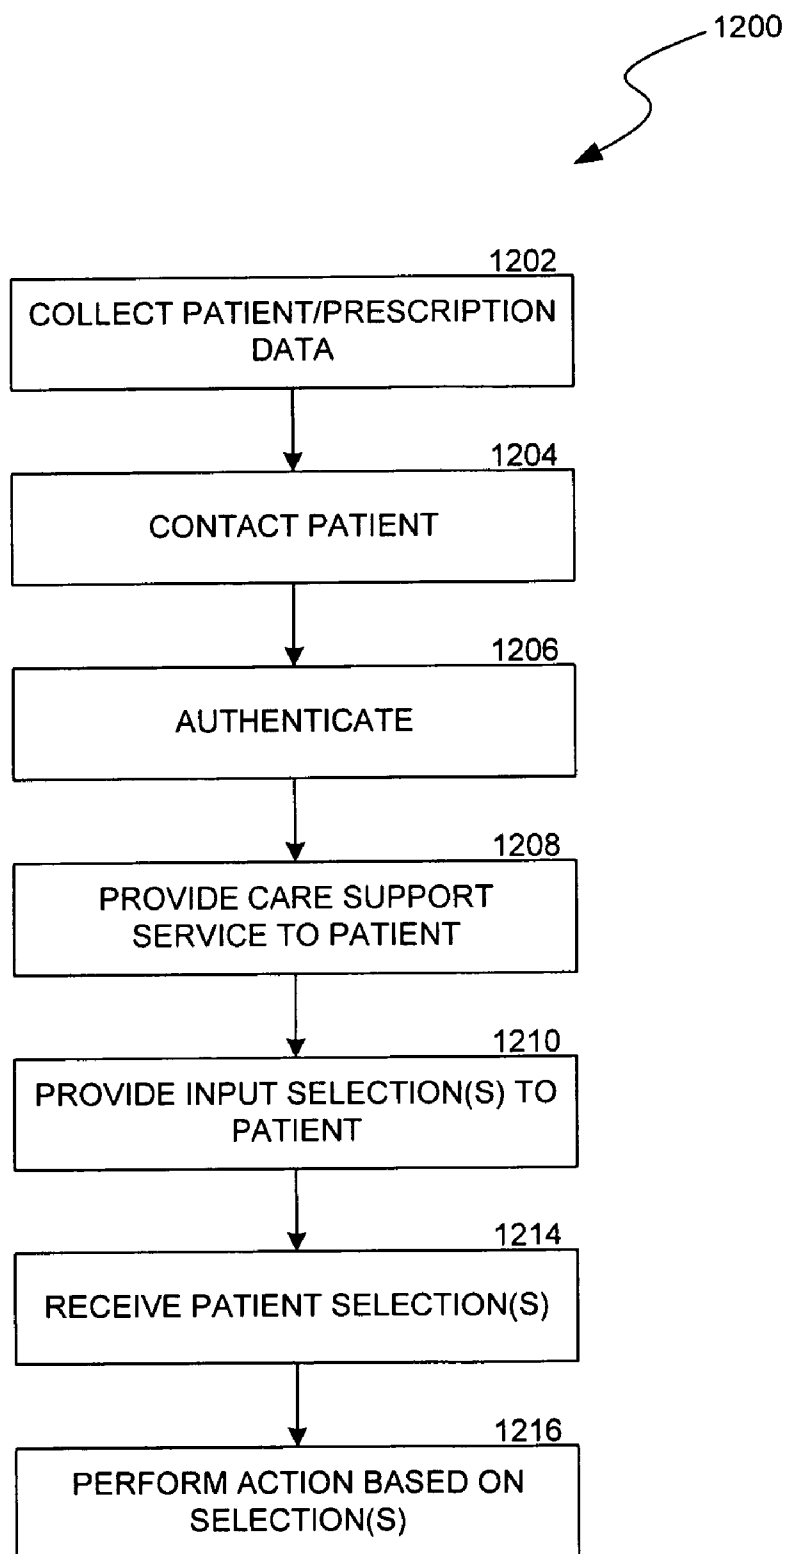 1200
1202
COLLECT PATIENT/PRESCRIPTION
DATA
1204
CONTACT PATIENT
1206
AUTHENTICATE
1208
PROVIDE CARE SUPPORT
SERVICE TO PATIENT
1210
PROVIDE INPUT SELECTION(S) TO
PATIENT
1214
RECEIVE PATIENT SELECTION(S)
1216
PERFORM ACTION BASED ON
SELECTION(S)